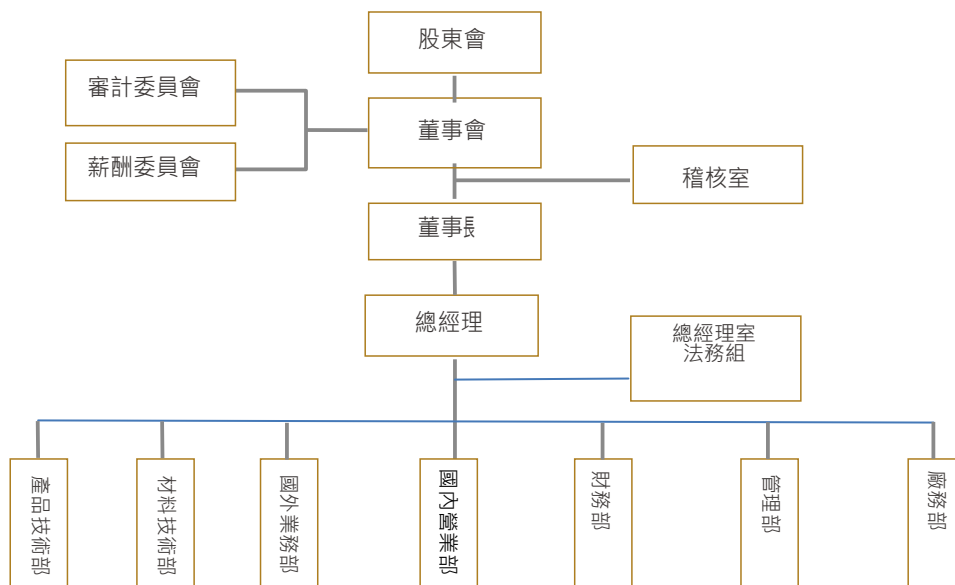 股東會
審計委員會
董事會
薪酬委員會
稽核室
董事長
總經理
總經理室
法務組
產品技術部
材料技術部
國外業務部
國內營業部
財務部
管理部
廠務部